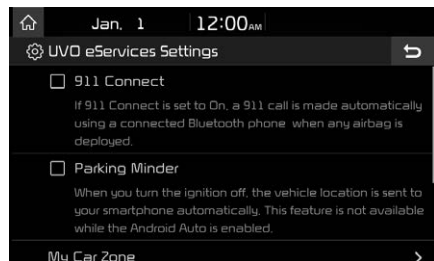 Jan. 1 12:00AM
UVO eServices Settings
911 Connect
If 911 Connect is set to On, a 911 call is made automatically
using a connected Bluetooth phone when any airbag is
deployed.
Parking Minder
When you turn the ignition off, the vehicle location is sent to
your smartphone automatically. This feature is not available
while the Android Auto is enabled.
My Car Zone